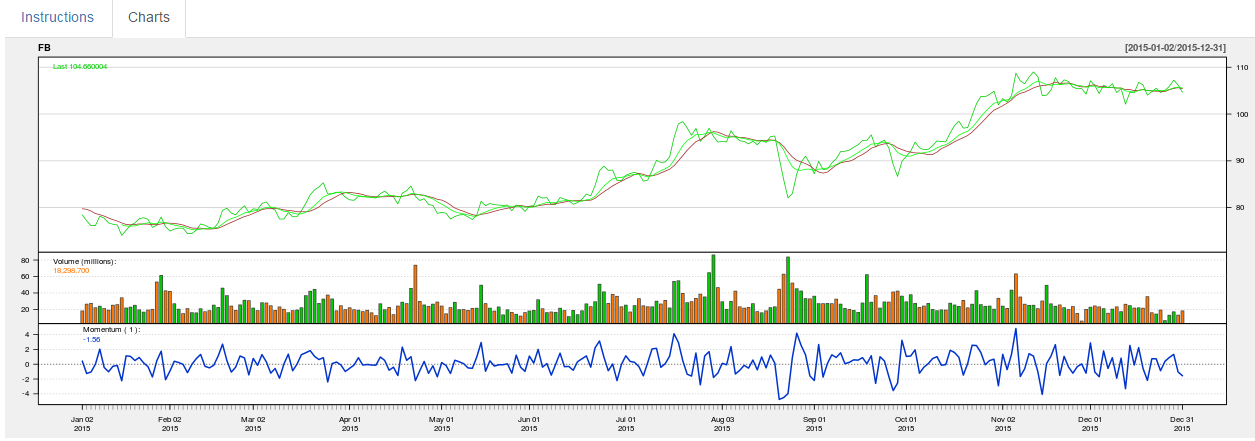 Instructions Charts
FB [2015-01-02/2015-12-31]
Last 104.660004
110
100
90
80
Volume (millions):
18,298,700
80
60
40
20
Momentum ( 1 ):
-1.56
4
2
0
-2
-4
Jan 02 Feb 02 Mar 02 Apr 01 May 01 Jun 01 Jul 01 Aug 03 Sep 01 Oct 01 Nov 02 Dec 01 Dec 31
2015 2015 2015 2015 2015 2015 2015 2015 2015 2015 2015 2015 2015